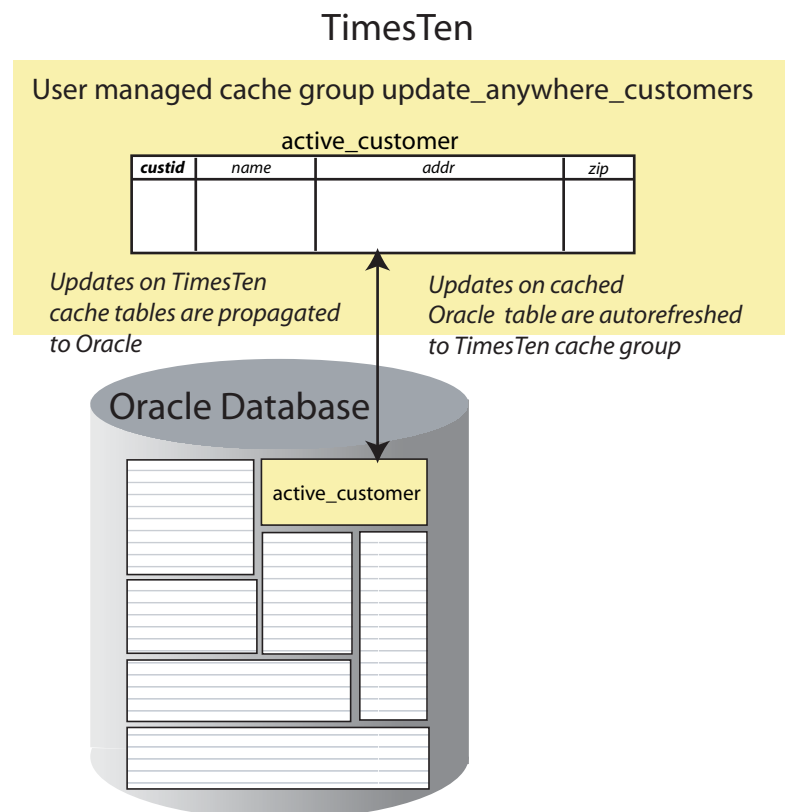 TimesTen
User managed cache group update_anywhere_customers
active_customer
custid name addr zip
Updates on TimesTen
cache tables are propagated
to Oracle
Updates on cached
Oracle table are autorefreshed
to TimesTen cache group
Oracle Database
active_customer